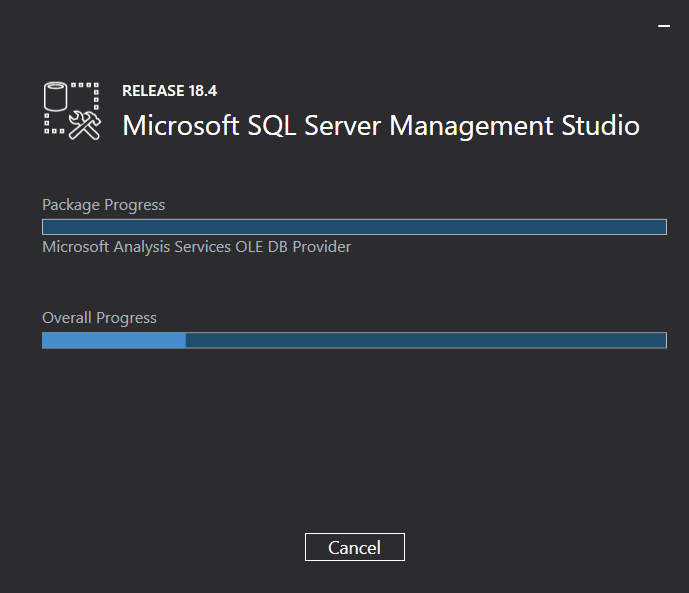 RELEASE 18.4
Microsoft SQL Server Management Studio
Package Progress
Microsoft Analysis Services OLE DB Provider
Overall Progress
Cancel